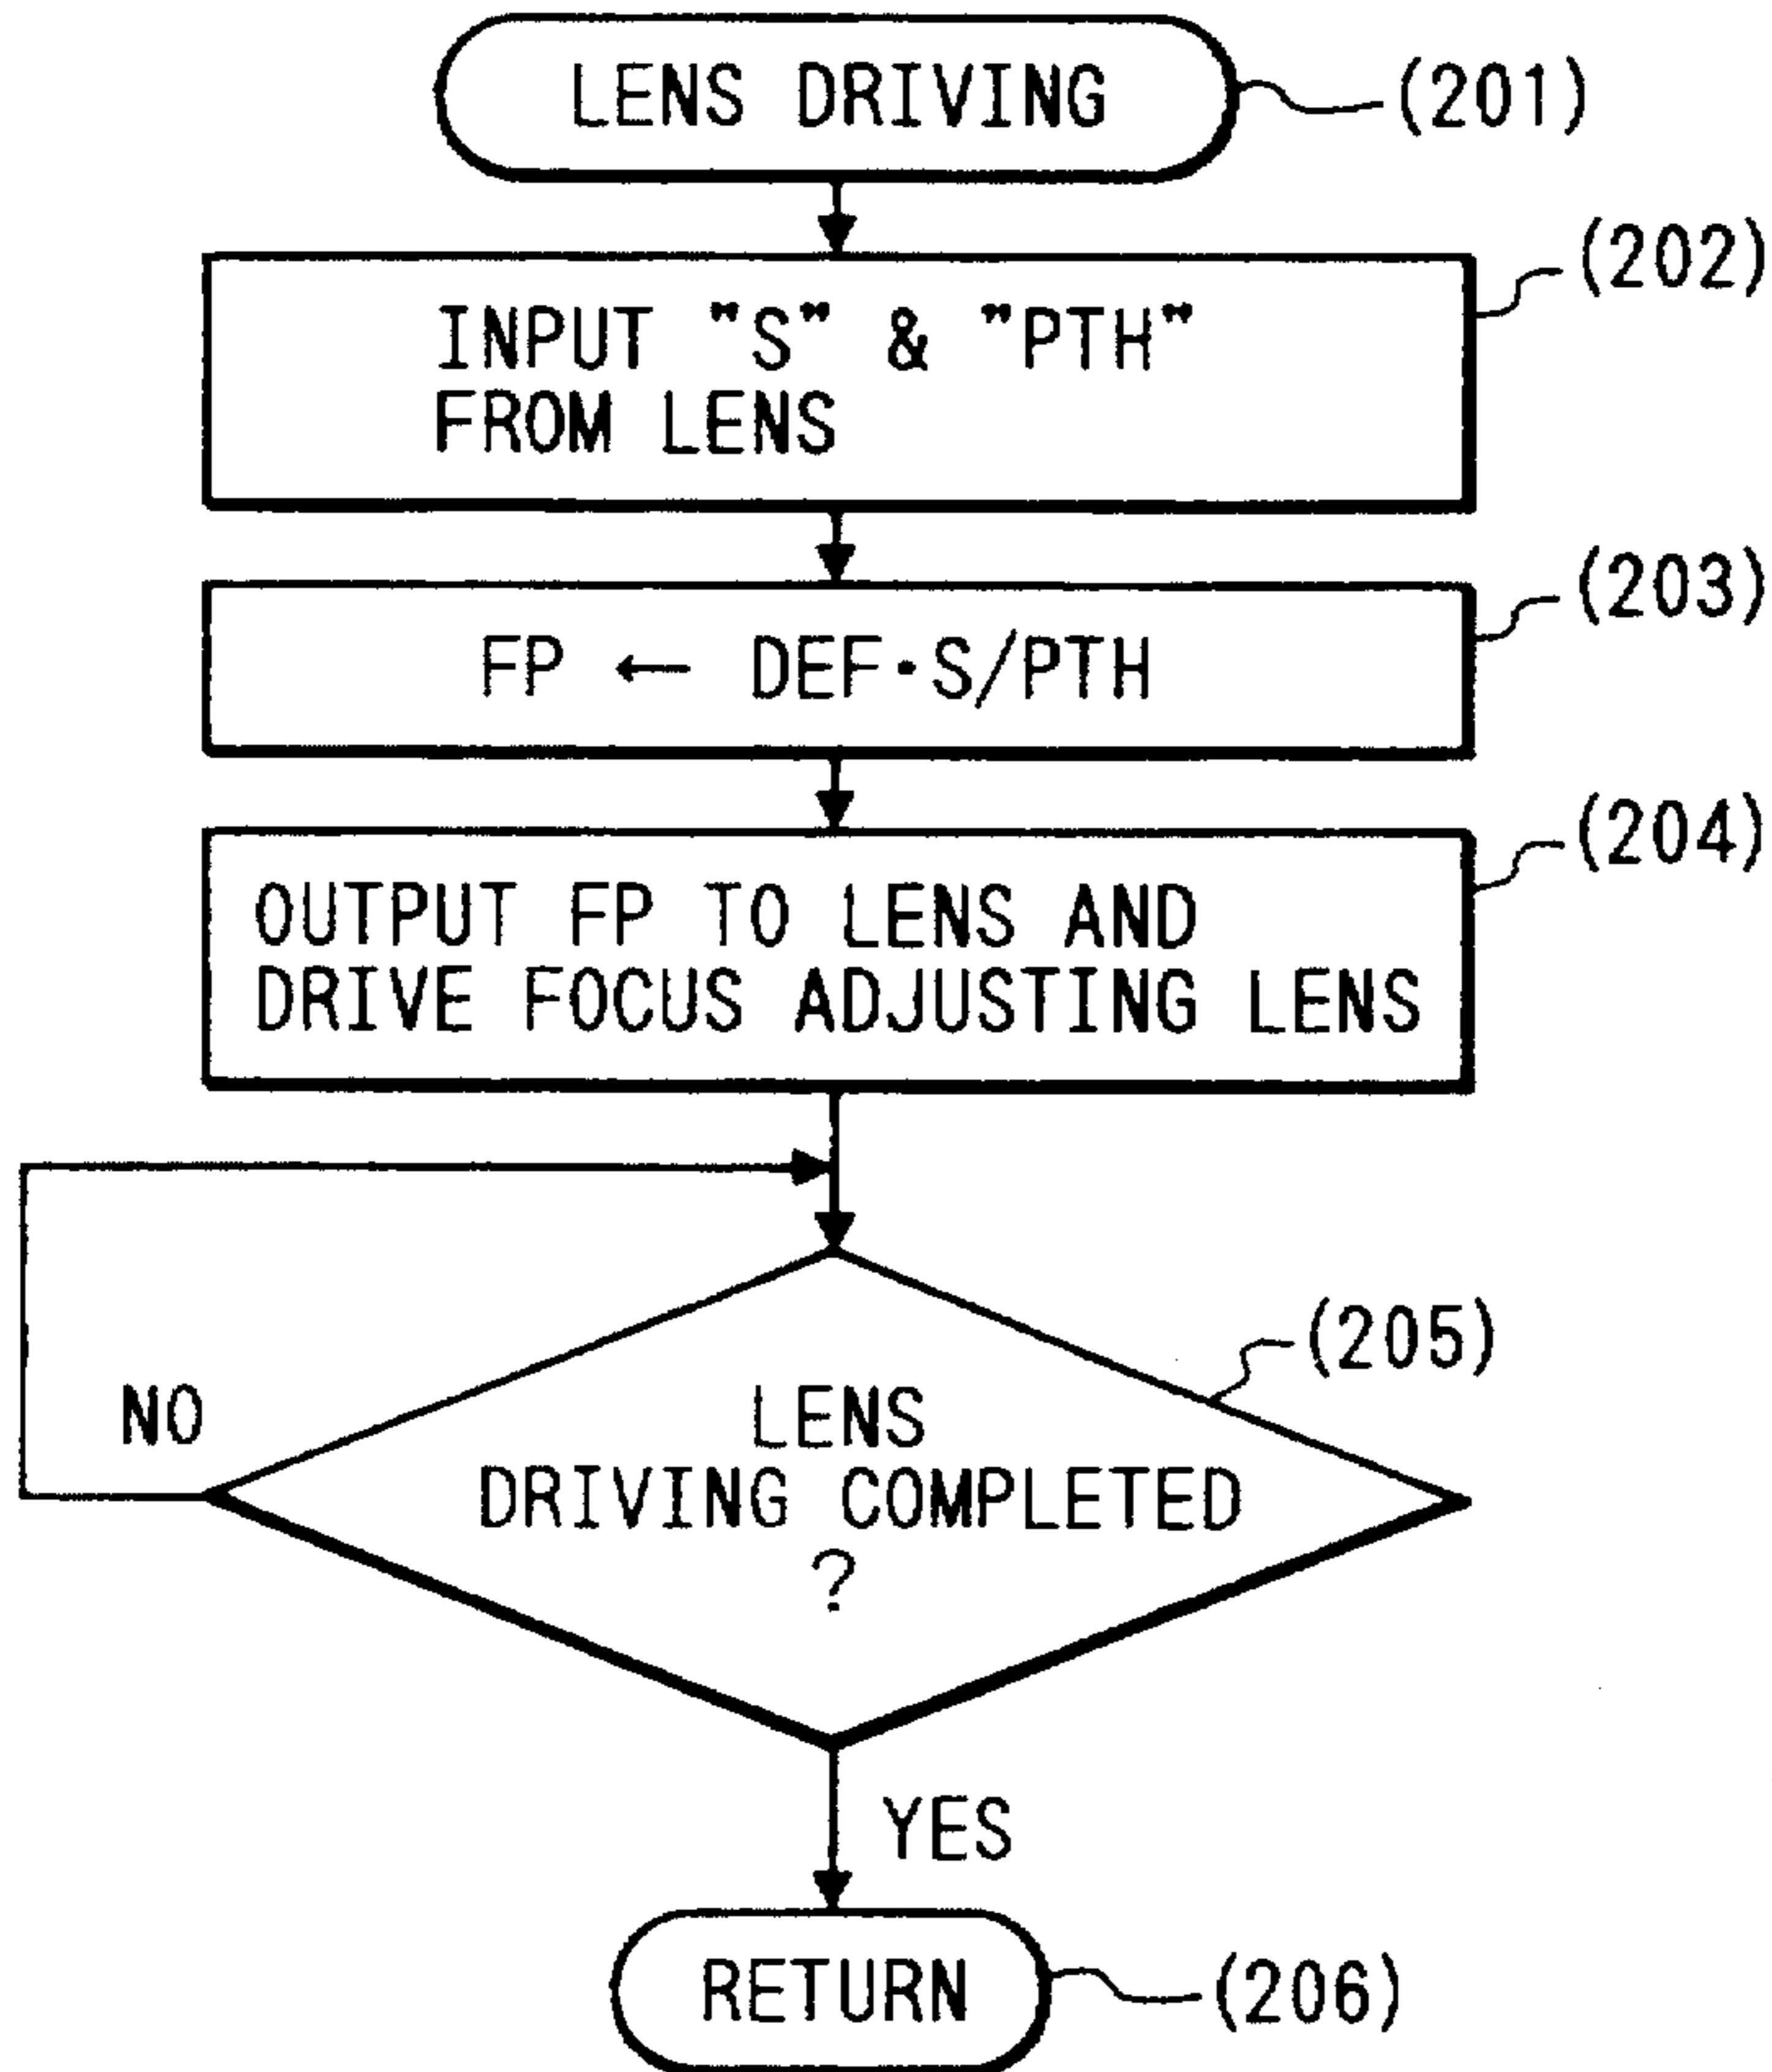 LENS DRIVING
(201)
(202)
INPUT "S" & "PTH"
FROM LENS
(203)
FP ← DEF·S/PTH
(204)
OUTPUT FP TO LENS AND
DRIVE FOCUS ADJUSTING LENS
(205)
NO
LENS
DRIVING COMPLETED
?
YES
RETURN
(206)